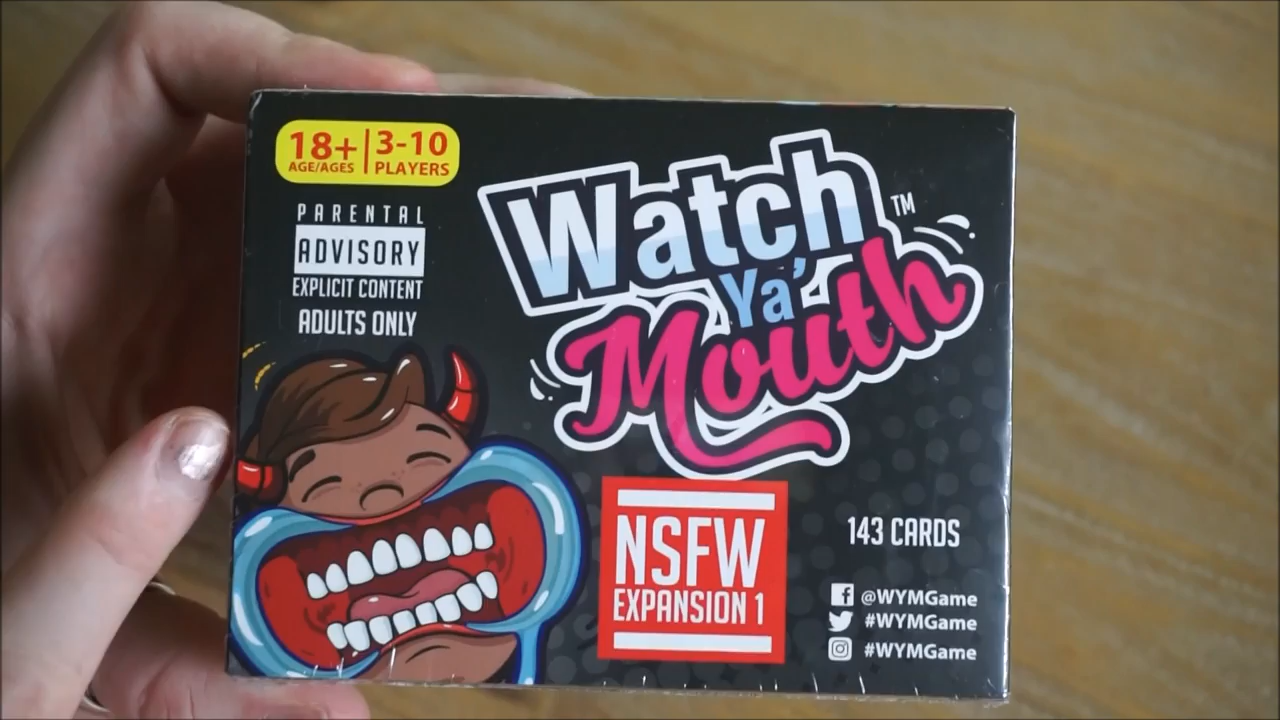 18+ | 3-10
AGE/AGES PLAYERS
PARENTAL
ADVISORY
EXPLICIT CONTENT
ADULTS ONLY
Watch
Ya'
Mouth
TM
NSFW
EXPANSION 1
143 CARDS
@WYMGame
#WYMGame
#WYMGame